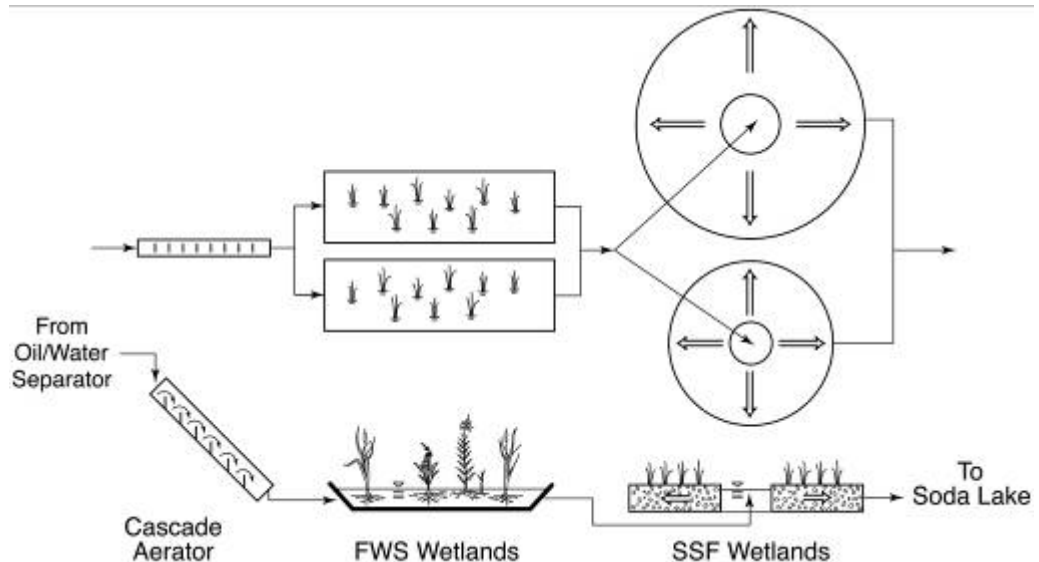 From
Oil/Water
Separator
Cascade
Aerator
FWS Wetlands
SSF Wetlands
To
Soda Lake